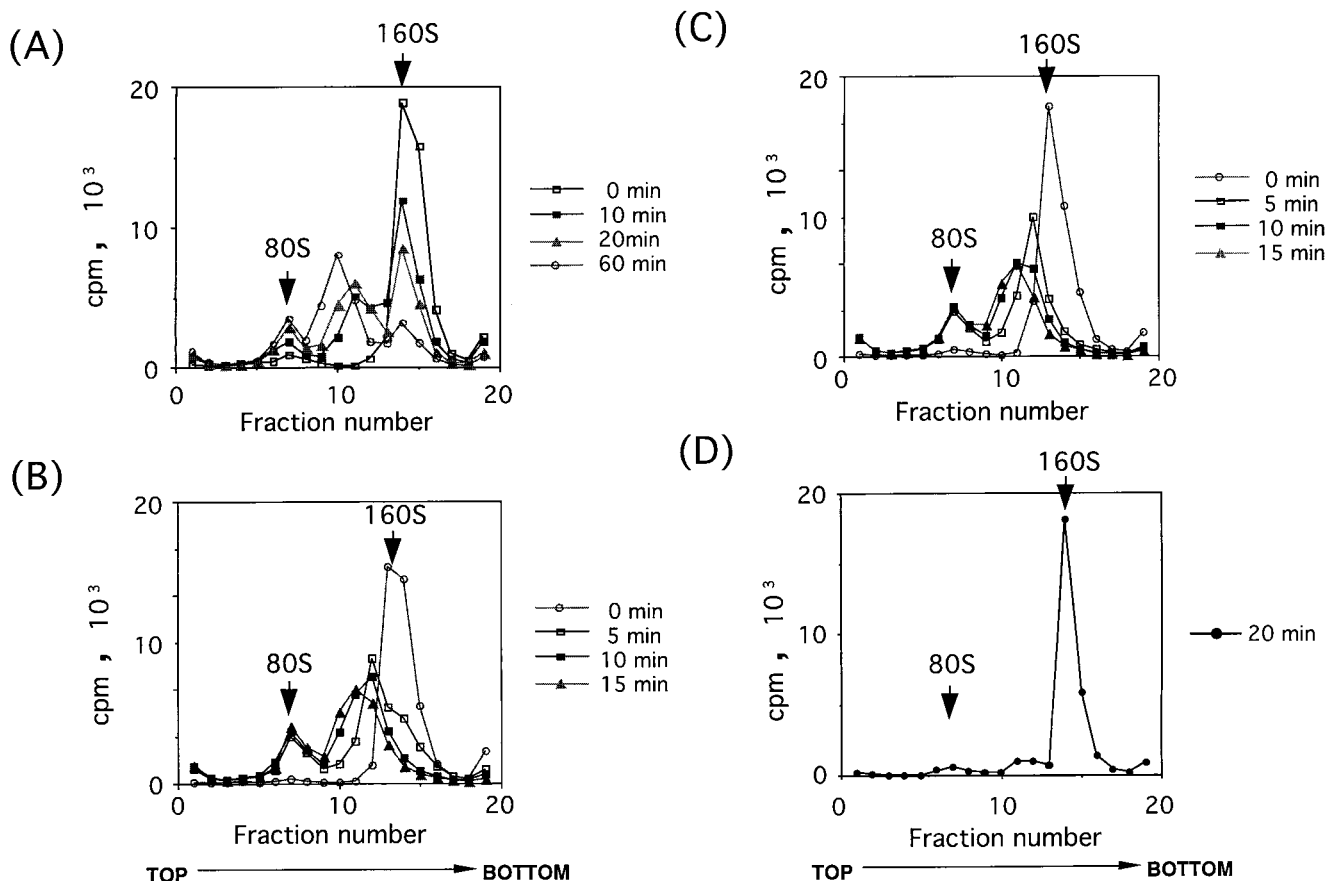 (A)
160S
20
10
0
80S
cpm, 10³
0 10 20
Fraction number
0 min
10 min
20min
60 min
(B)
160S
20
10
0
80S
cpm, 10³
0 10 20
Fraction number
0 min
5 min
10 min
15 min
TOP BOTTOM
(C)
160S
20
10
0
80S
cpm, 10³
0 10 20
Fraction number
0 min
5 min
10 min
15 min
(D)
160S
20
10
0
80S
cpm, 10³
0 10 20
Fraction number
20 min
TOP BOTTOM